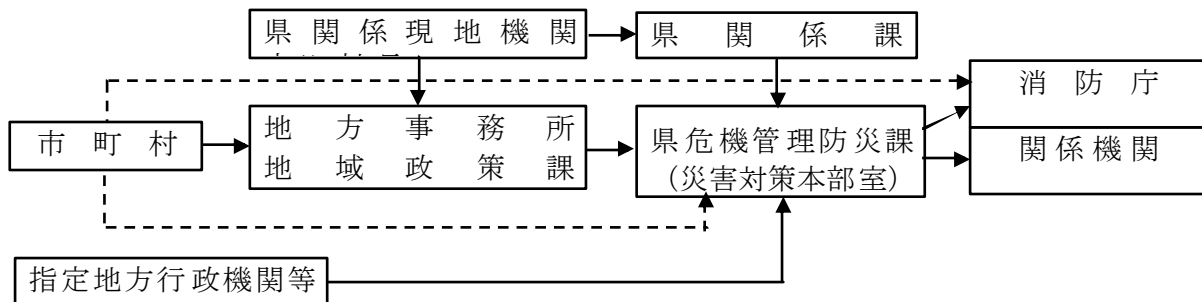 県関係現地機関
県関係課
消防庁
市町村
地方事務所
地域政策課
県危機管理防災課
(災害対策本部室)
関係機関
指定地方行政機関等